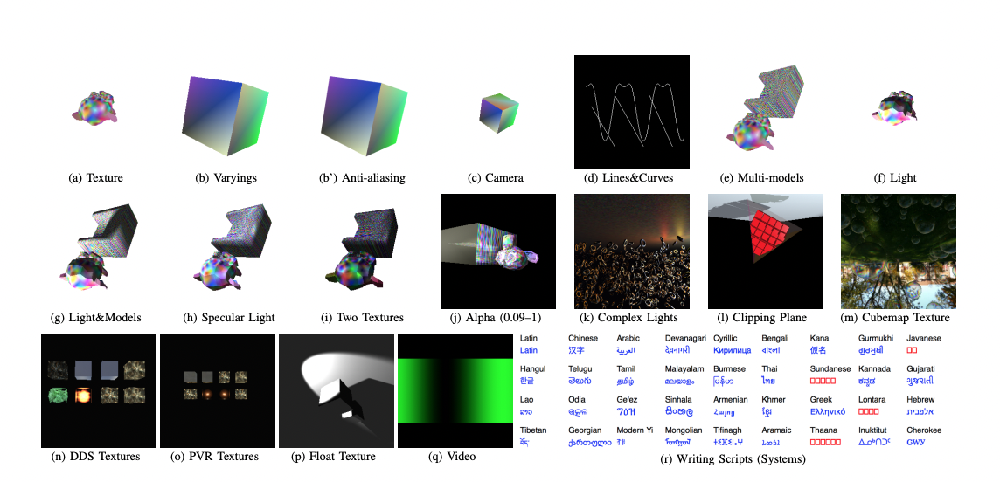 (a) Texture
(b) Varyings
(b') Anti-aliasing
(c) Camera
(d) Lines&Curves
(e) Multi-models
(f) Light
(g) Light&Models
(h) Specular Light
(i) Two Textures
(j) Alpha (0.09–1)
(k) Complex Lights
(l) Clipping Plane
(m) Cubemap Texture
(n) DDS Textures
(o) PVR Textures
(p) Float Texture
(q) Video
Latin Chinese Arabic Devanagari Cyrillic Bengali Kana Gurmukhi Javanese
Latin 汉字 العربية देवनागरी Кирилица বাংলা 仮名 ਗੁਰਮੁਖੀ
Hangul Telugu Tamil Malayalam Burmese Thai Sundanese Kannada Gujarati
한글 తెలుగు தமிழ் മലയാളം မြန်မာ ไทย ಕನ್ನಡ ગુજરાતી
Lao Odia Ge'ez Sinhala Armenian Khmer Greek Lontara Hebrew
ລາວ ଉତ୍କଳ ግዕዝ සිංහල Հայոց ខ្មែរ Ελληνικό אלפבית
Tibetan Georgian Modern Yi Mongolian Tifinagh Aramaic Thaana Inuktitut Cherokee
ქართული ᐃᓄᒃᑎᑐᑦ ᏣᎳᎩ
(r) Writing Scripts (Systems)